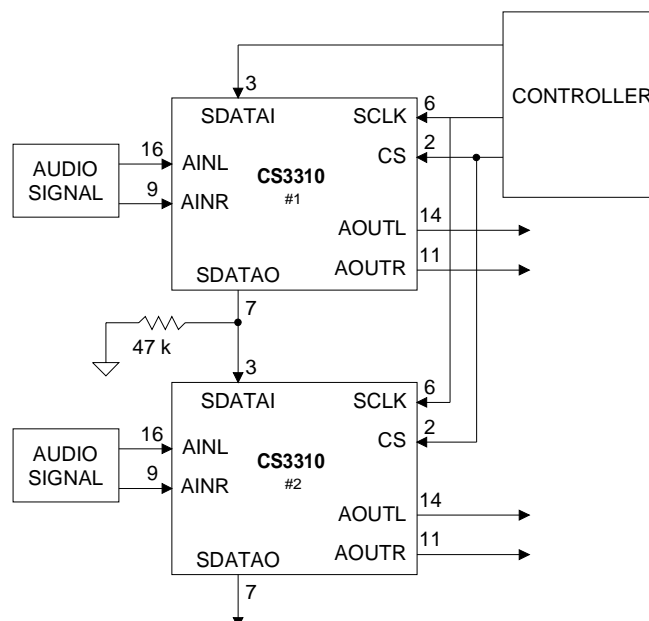 3
SDATAI
SCLK
6
CONTROLLER
2
CS
AUDIO
SIGNAL
16
AINL
9
AINR
CS3310
#1
AOUTL
14
AOUTR
11
SDATAO
7
47 k
3
SDATAI
SCLK
6
2
CS
AUDIO
SIGNAL
16
AINL
9
AINR
CS3310
#2
AOUTL
14
AOUTR
11
SDATAO
7